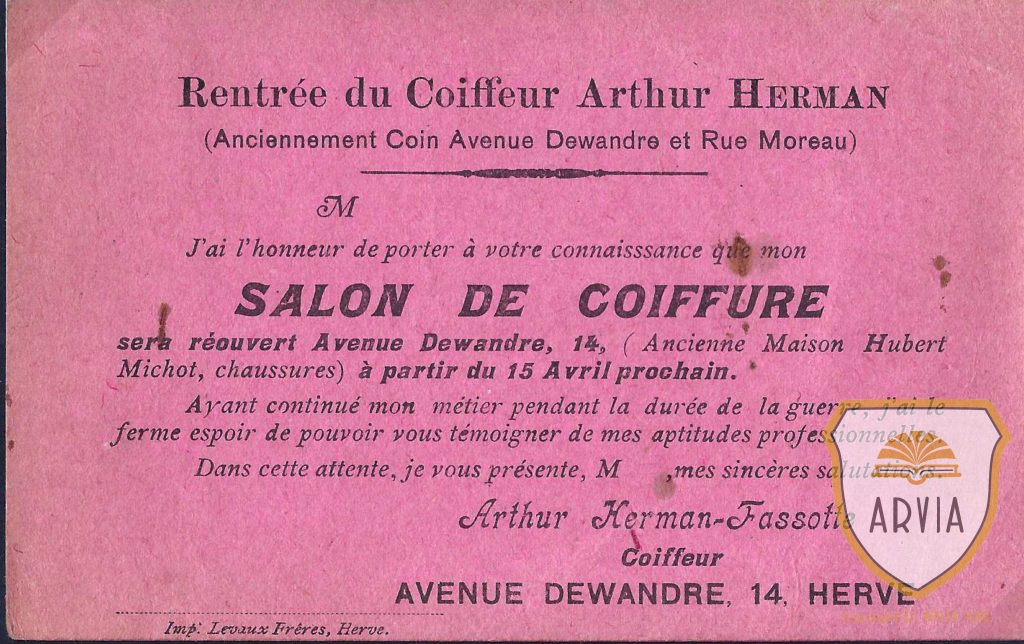 Rentrée du Coiffeur Arthur HERMAN
(Anciennement Coin Avenue Dewandre et Rue Moreau)
M
J'ai l'honneur de porter à votre connaisssance que mon
SALON DE COIFFURE
sera réouvert Avenue Dewandre, 14, ( Ancienne Maison Hubert
Michot, chaussures) à partir du 15 Avril prochain.
Ayant continué mon métier pendant la durée de la guerre, j'ai le
ferme espoir de pouvoir vous témoigner de mes aptitudes professionnelles.
Dans cette attente, je vous présente, M ,mes sincères salutations.
Arthur Herman-Fassotte
Coiffeur
AVENUE DEWANDRE, 14, HERVE
Imp. Levaux Frères, Herve.
ARVIA